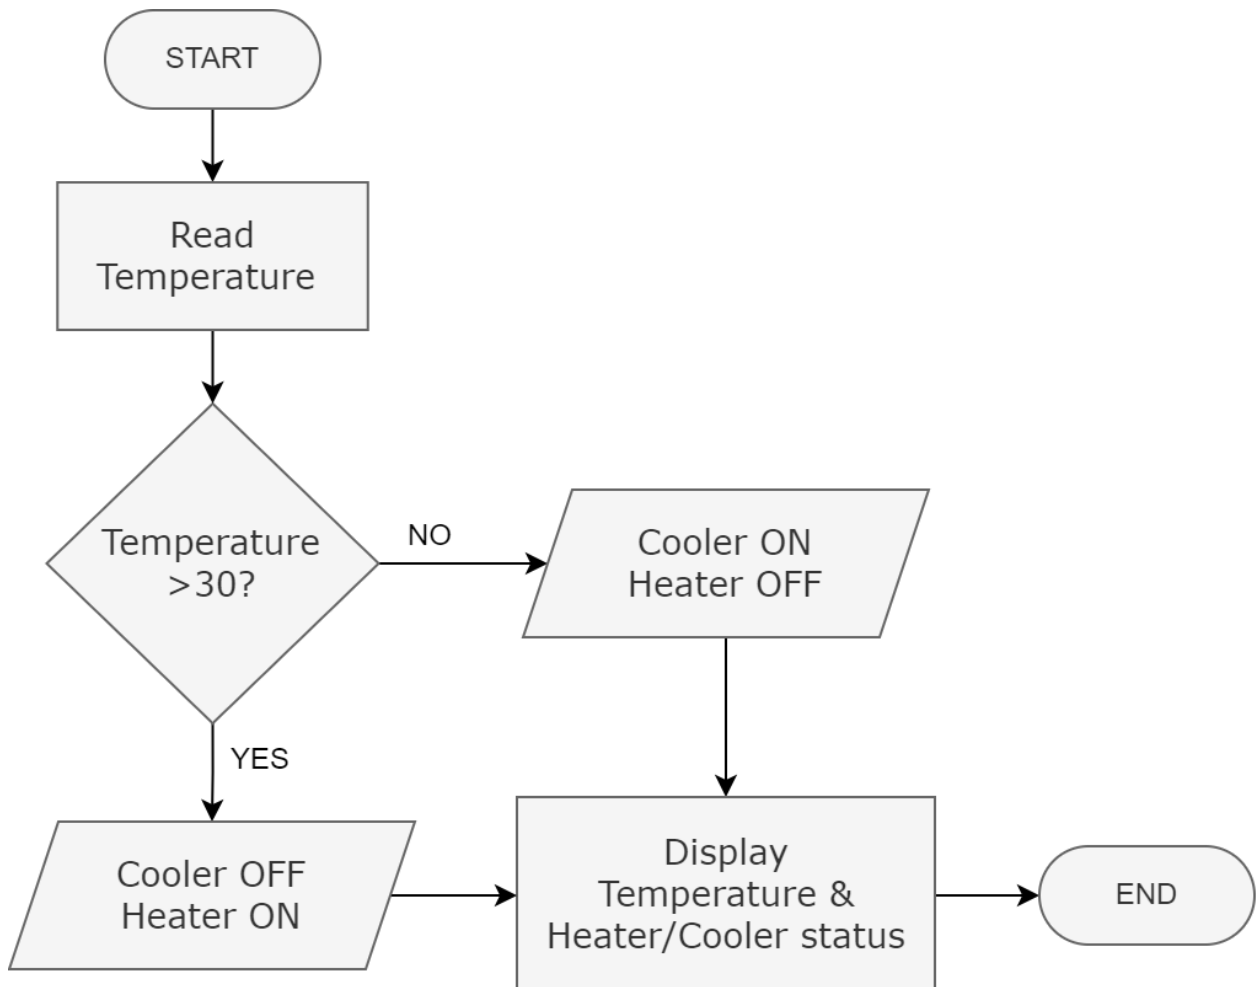 START
Read
Temperature
Temperature
>30?
NO
Cooler ON
Heater OFF
YES
Cooler OFF
Heater ON
Display
Temperature &
Heater/Cooler status
END